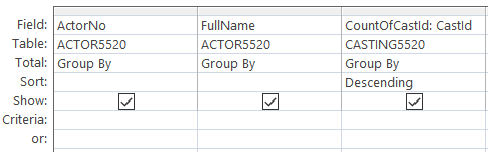 Field: ActorNo FullName CountOfCastId: CastId
Table: ACTOR5520 ACTOR5520 CASTING5520
Total: Group By Group By Group By
Sort: Descending
Show:
Criteria:
or: